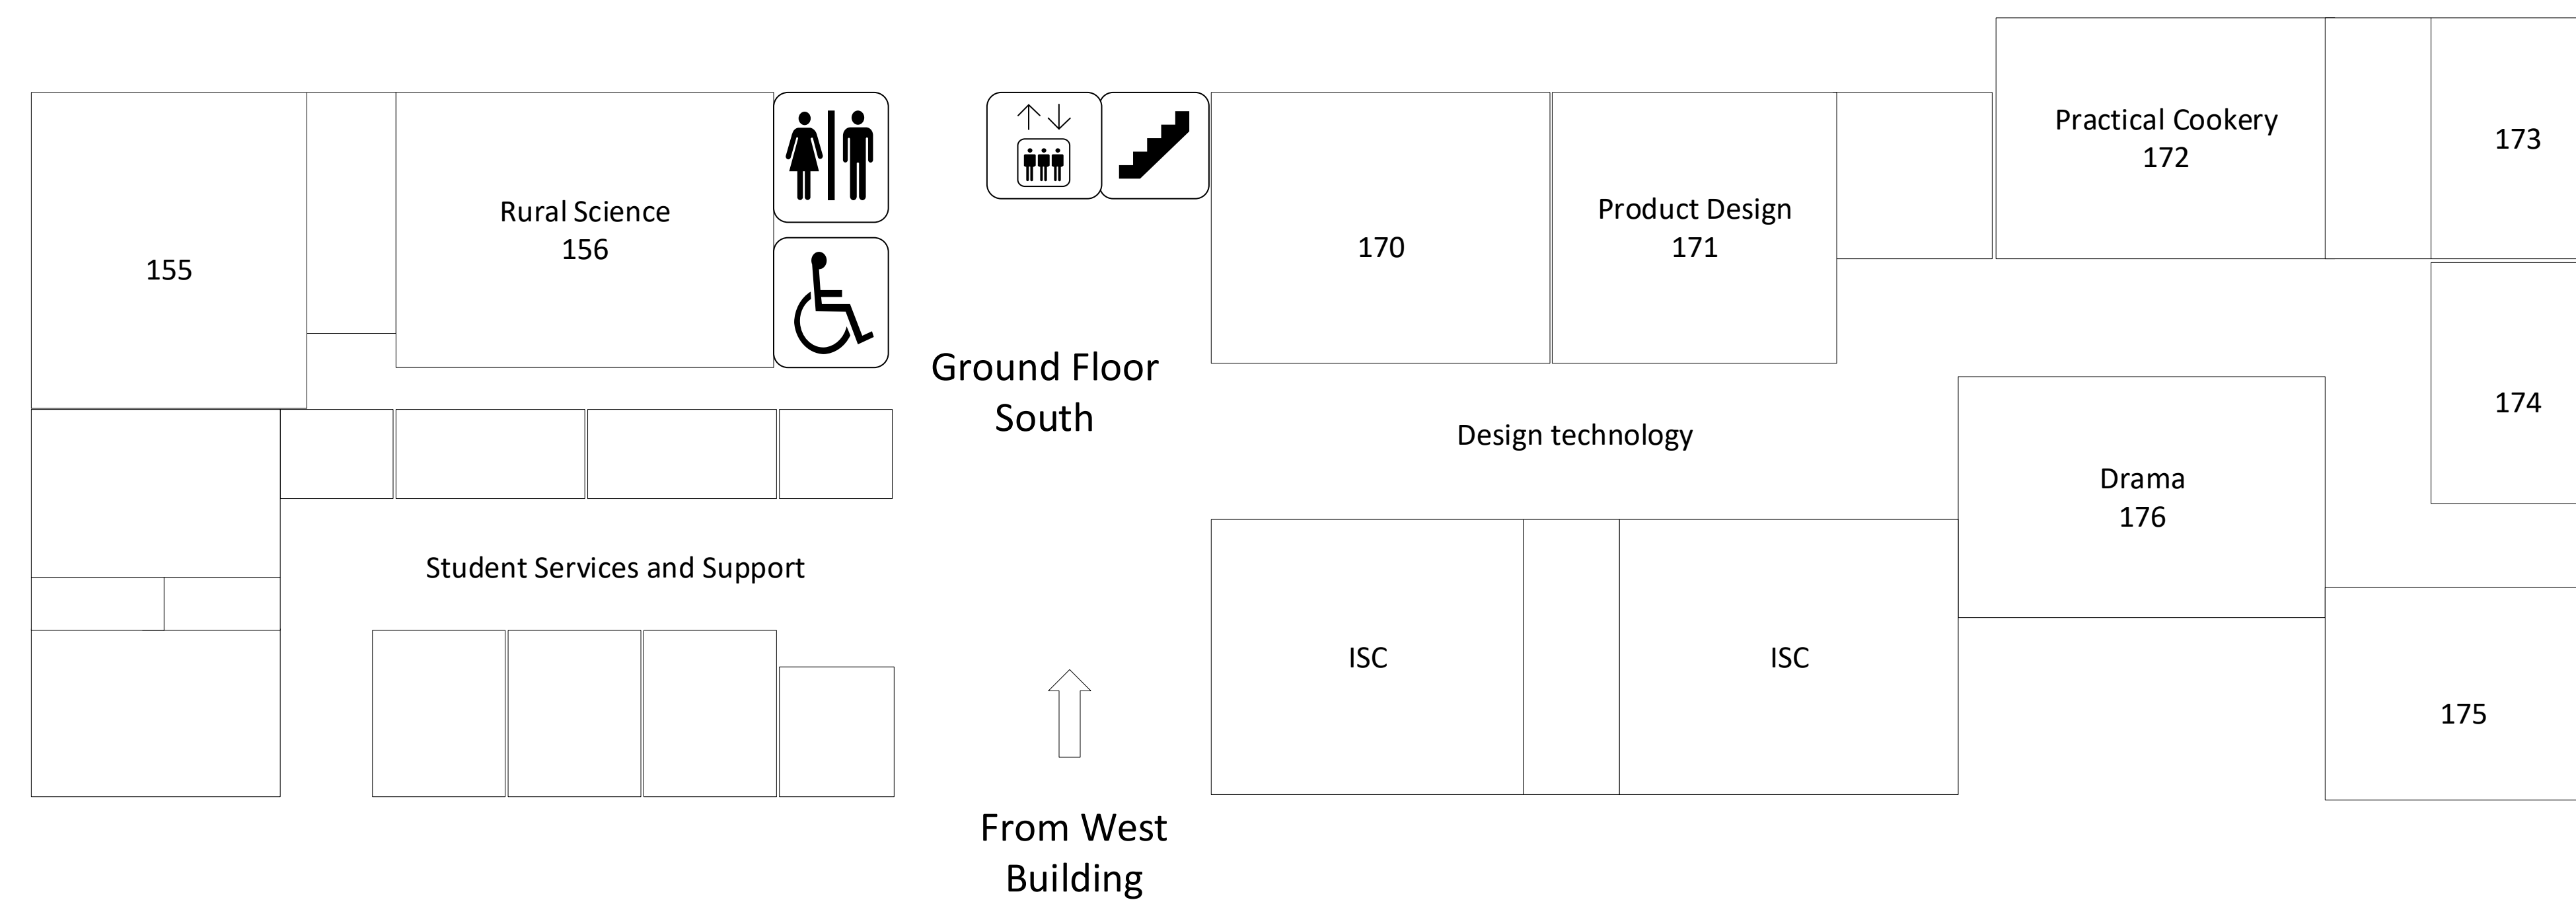 155
Rural Science
156
Ground Floor
South
Student Services and Support
From West
Building
170
Product Design
171
Practical Cookery
172
173
174
Design technology
Drama
176
ISC
ISC
175